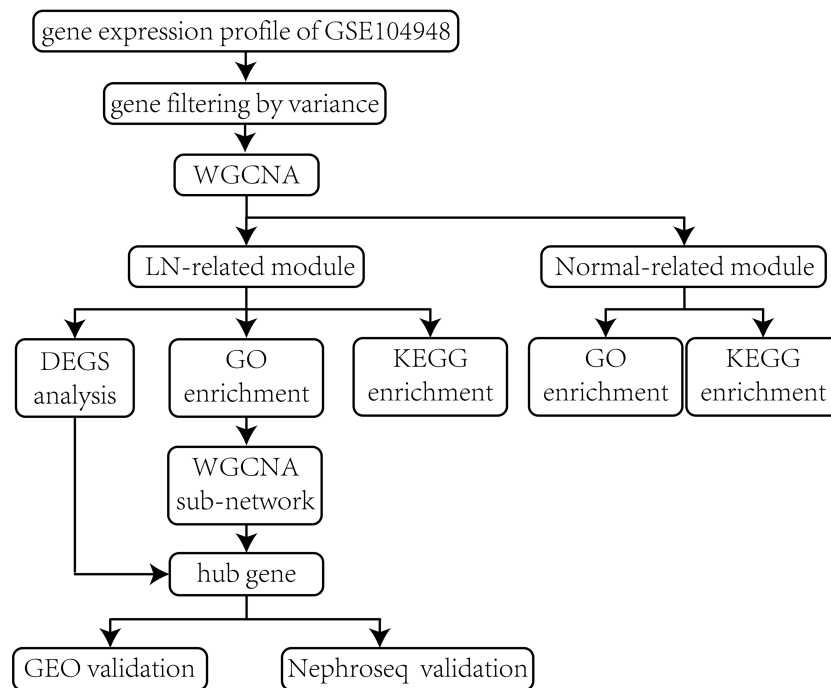 gene expression profile of GSE104948
gene filtering by variance
WGCNA
LN-related module
Normal-related module
DEGS
analysis
GO
enrichment
KEGG
enrichment
GO
enrichment
KEGG
enrichment
WGCNA
sub-network
hub gene
GEO validation
Nephroseq validation